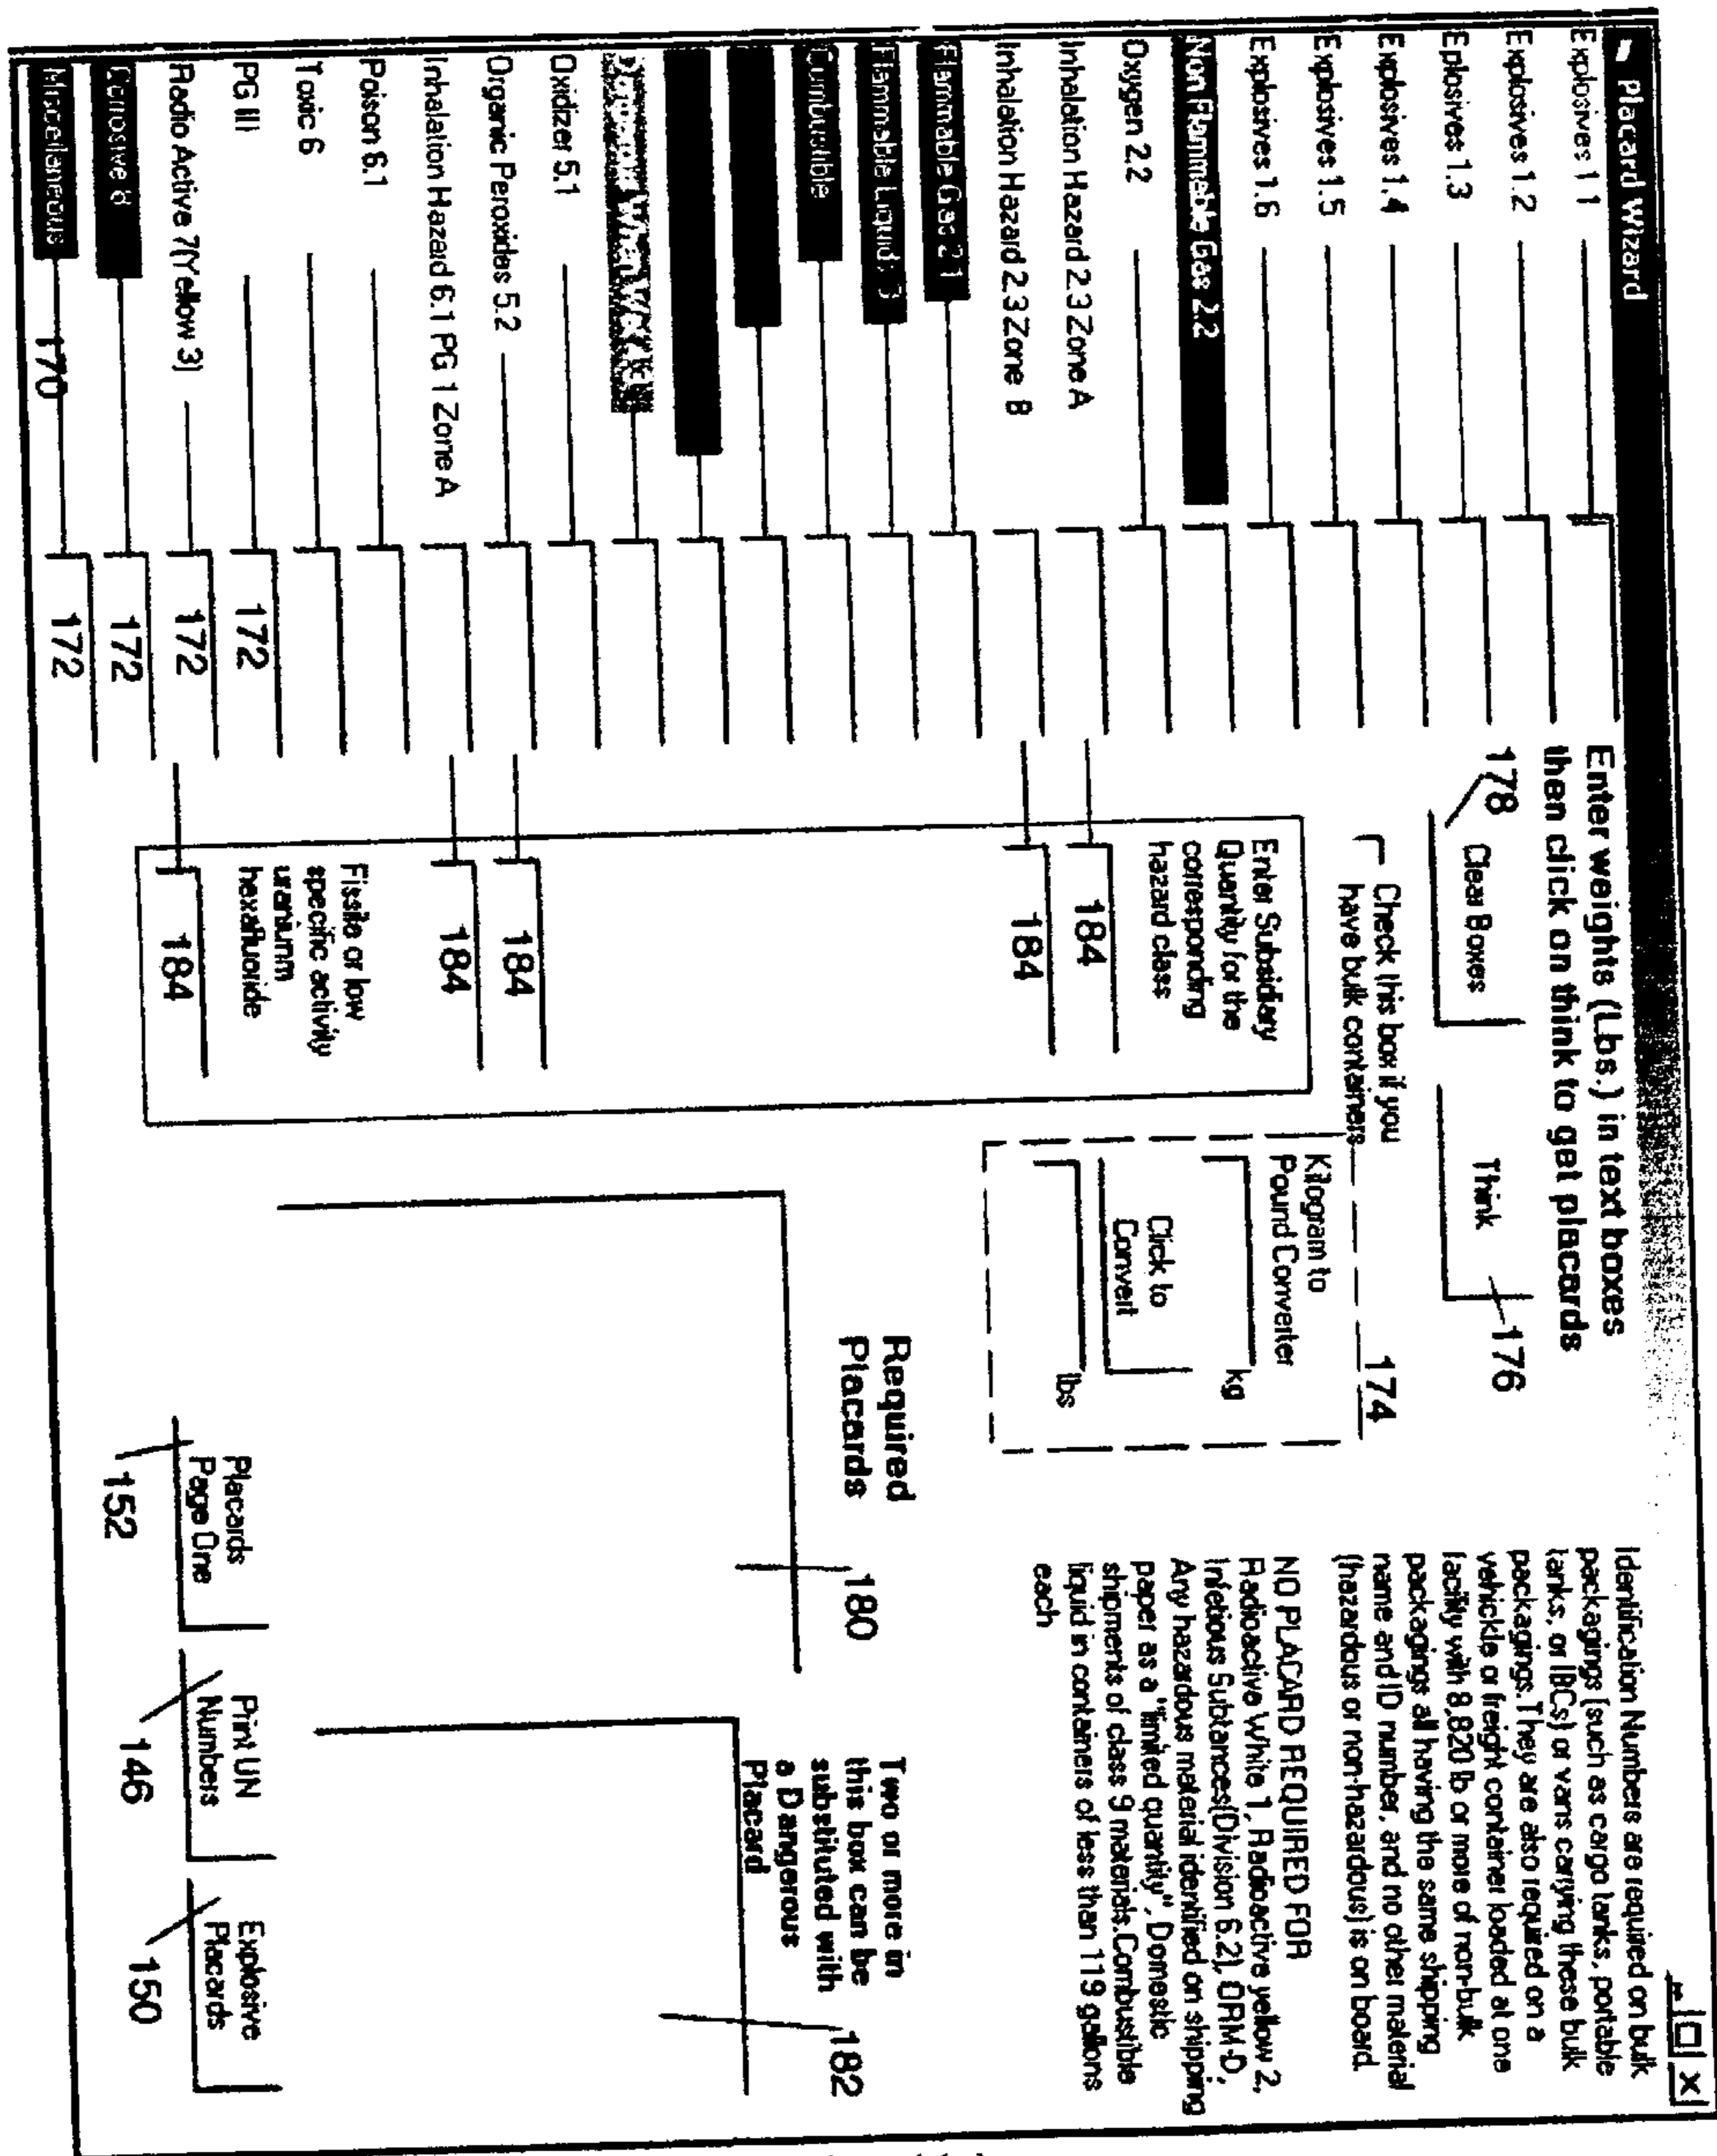 Placard Wizard
Explosives 1.1
Explosives 1.2
Eplosives 1.3
Explosives 1.4
Explosives 1.5
Explosives 1.6
Non Flammable Gas 2.2
Oxygen 2.2
Inhalation Hazard 2.3 Zone A
Inhalation Hazard 2.3 Zone B
Flammable Gas 2.1
Flammable Liquids 3
Combustible
Oxidizer 5.1
Organic Peroxides 5.2
Inhalation Hazard 6.1 PG 1 Zone A
Poison 6.1
Toxic 6
PG III
Radio Active 7(Yellow 3)
Corrosive 8
Miscellaneous
170
172
172
172
172
Enter weights (Lbs.) in text boxes
then click on think to get placards
178
Clear Boxes
Think
176
Check this box if you
have bulk containers
174
Enter Subsidiary
Quantity for the
corresponding
hazard class
184
184
184
184
Fissile or low
specific activity
uraniunm
hexafluoride
184
Kilogram to
Pound Converter
kg
Click to
Convert
lbs
Required
Placards
180
Identification Numbers are required on bulk
packagings (such as cargo tanks, portable
tanks, or IBCs) or vans carrying these bulk
packagings.They are also required on a
vehickle or freight container loaded at one
facility with 8,820 lb or more of non-bulk
packagings all having the same shipping
name and ID number, and no other material
(hazardous or non-hazardous) is on board.
NO PLACARD REQUIRED FOR
Radioactive White 1, Radioactive yellow 2,
Infetious Subtances(Division 6.2), ORM-D,
Any hazardous material identified on shipping
paper as a "limited quantity", Domestic
shipments of class 9 materials.Combustible
liquid in containers of less than 119 gallons
each
Two or more in
this box can be
substituted with
a Dangerous
Placard
182
Placards
Page One
152
Print UN
Numbers
146
Explosive
Placards
150